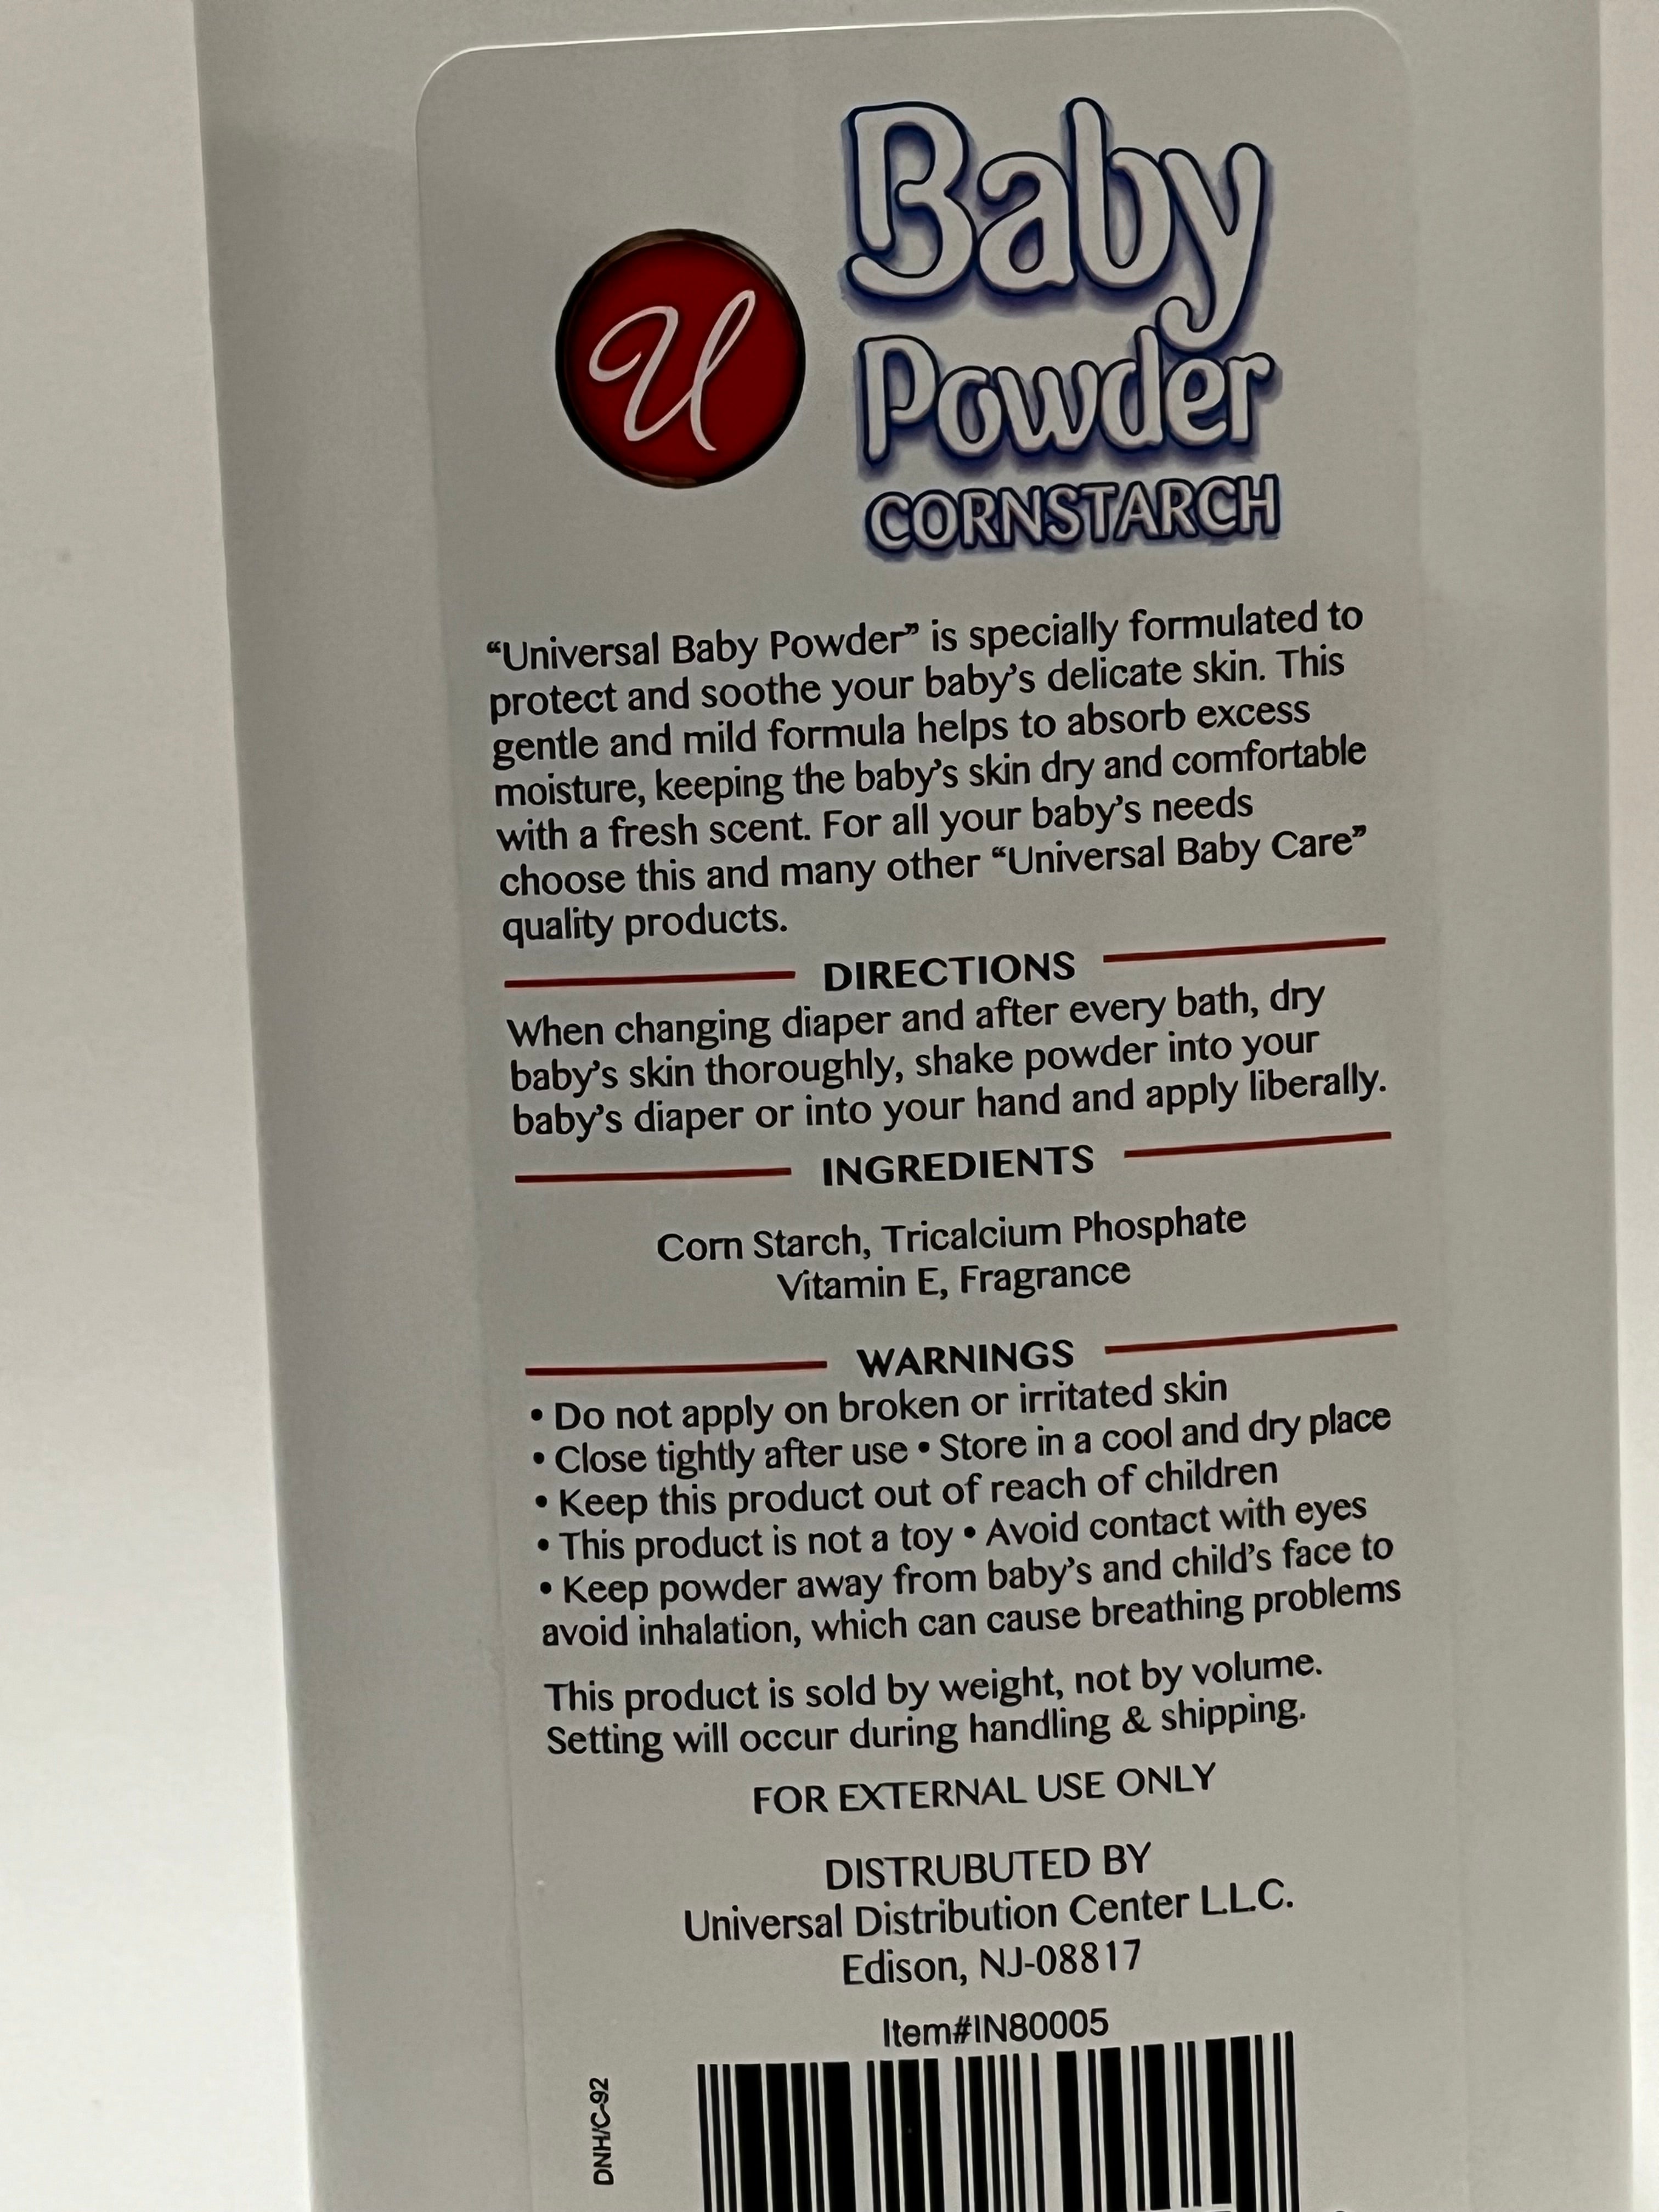 U
Baby
Powder
CORNSTARCH
“Universal Baby Powder” is specially formulated to
protect and soothe your baby’s delicate skin. This
gentle and mild formula helps to absorb excess
moisture, keeping the baby’s skin dry and comfortable
with a fresh scent. For all your baby’s needs
choose this and many other “Universal Baby Care”
quality products.
DIRECTIONS
When changing diaper and after every bath, dry
baby’s skin thoroughly, shake powder into your
baby’s diaper or into your hand and apply liberally.
INGREDIENTS
Corn Starch, Tricalcium Phosphate
Vitamin E, Fragrance
WARNINGS
• Do not apply on broken or irritated skin
• Close tightly after use • Store in a cool and dry place
• Keep this product out of reach of children
• This product is not a toy • Avoid contact with eyes
• Keep powder away from baby’s and child’s face to
avoid inhalation, which can cause breathing problems
This product is sold by weight, not by volume.
Setting will occur during handling & shipping.
FOR EXTERNAL USE ONLY
DISTRUBUTED BY
Universal Distribution Center L.L.C.
Edison, NJ-08817
Item#IN80005
DNH/C-92